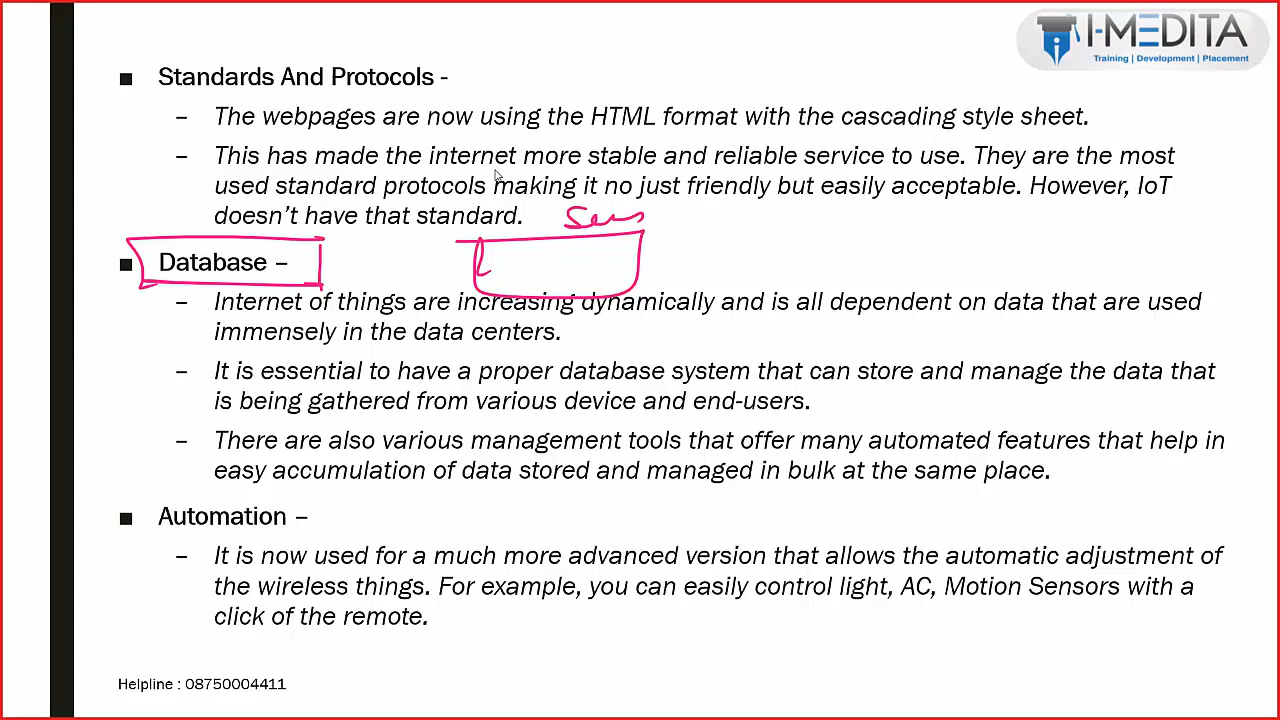 I-MEDITA
Training | Development | Placement
■ Standards And Protocols -
– The webpages are now using the HTML format with the cascading style sheet.
– This has made the internet more stable and reliable service to use. They are the most
used standard protocols making it no just friendly but easily acceptable. However, IoT
doesn't have that standard.
■ Database –
– Internet of things are increasing dynamically and is all dependent on data that are used
immensely in the data centers.
– It is essential to have a proper database system that can store and manage the data that
is being gathered from various device and end-users.
– There are also various management tools that offer many automated features that help in
easy accumulation of data stored and managed in bulk at the same place.
■ Automation –
– It is now used for a much more advanced version that allows the automatic adjustment of
the wireless things. For example, you can easily control light, AC, Motion Sensors with a
click of the remote.
Helpline : 08750004411